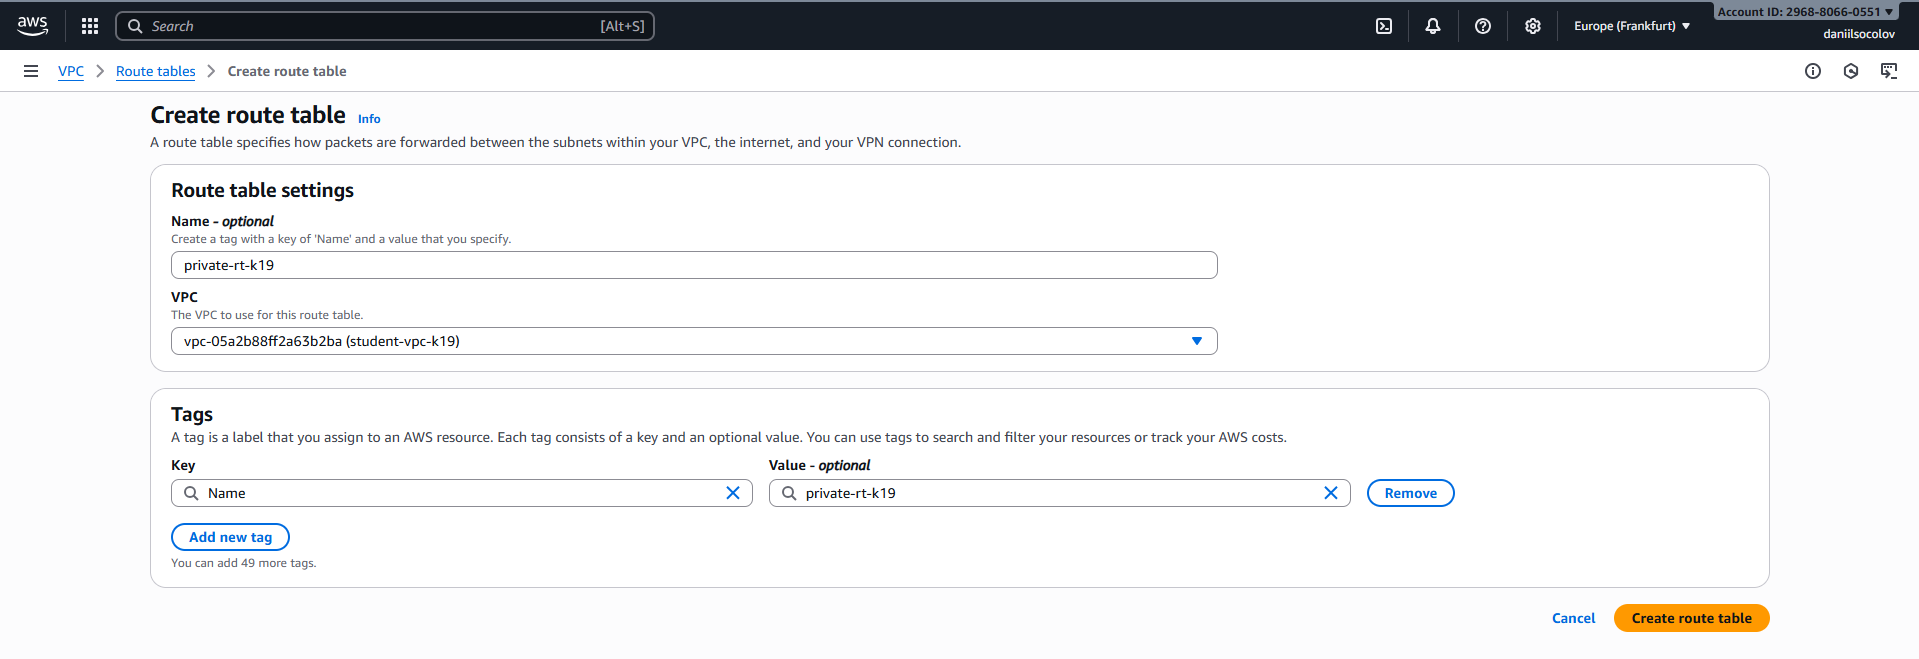 aws
Search [Alt+S]
Europe (Frankfurt)
Account ID: 2968-8066-0551
daniilsocolov
VPC > Route tables > Create route table
Create route table Info
A route table specifies how packets are forwarded between the subnets within your VPC, the internet, and your VPN connection.
Route table settings
Name - optional
Create a tag with a key of 'Name' and a value that you specify.
private-rt-k19
VPC
The VPC to use for this route table.
vpc-05a2b88ff2a63b2ba (student-vpc-k19)
Tags
A tag is a label that you assign to an AWS resource. Each tag consists of a key and an optional value. You can use tags to search and filter your resources or track your AWS costs.
Key Value - optional
Name private-rt-k19 Remove
Add new tag
You can add 49 more tags.
Cancel Create route table